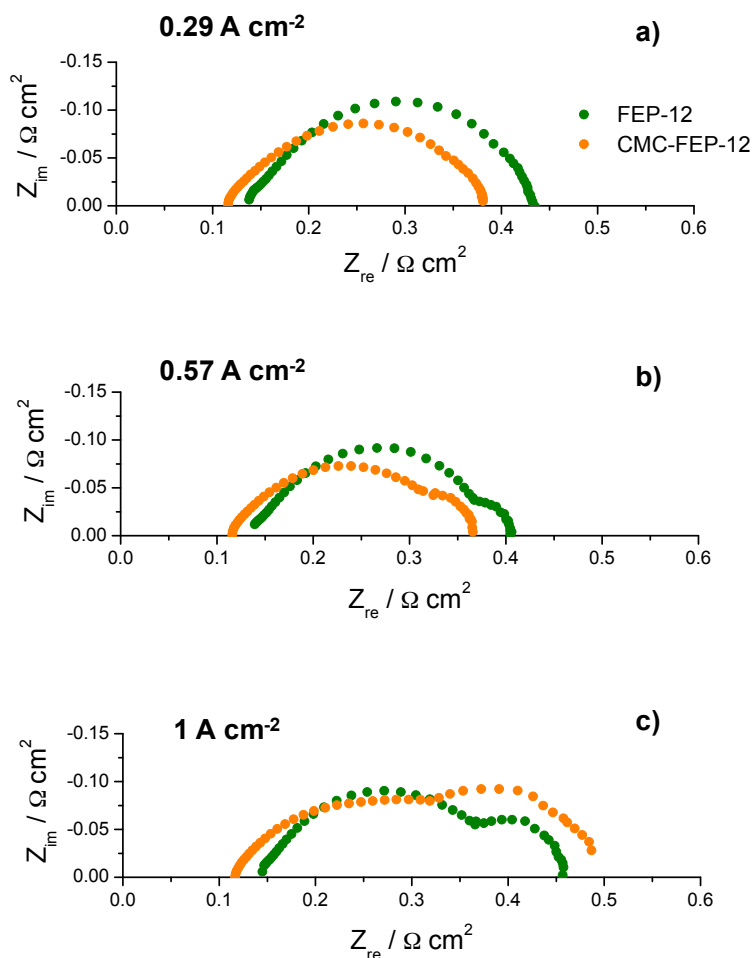 0.29 A cm-2
a)
-0.15
-0.10
-0.05
0.00
Zim / Ω cm2
FEP-12
CMC-FEP-12
0.0 0.1 0.2 0.3 0.4 0.5 0.6
Zre / Ω cm2
0.57 A cm-2
b)
-0.15
-0.10
-0.05
0.00
Zim / Ω cm2
0.0 0.1 0.2 0.3 0.4 0.5 0.6
Zre / Ω cm2
1 A cm-2
c)
-0.15
-0.10
-0.05
0.00
Zim / Ω cm2
0.0 0.1 0.2 0.3 0.4 0.5 0.6
Zre / Ω cm2